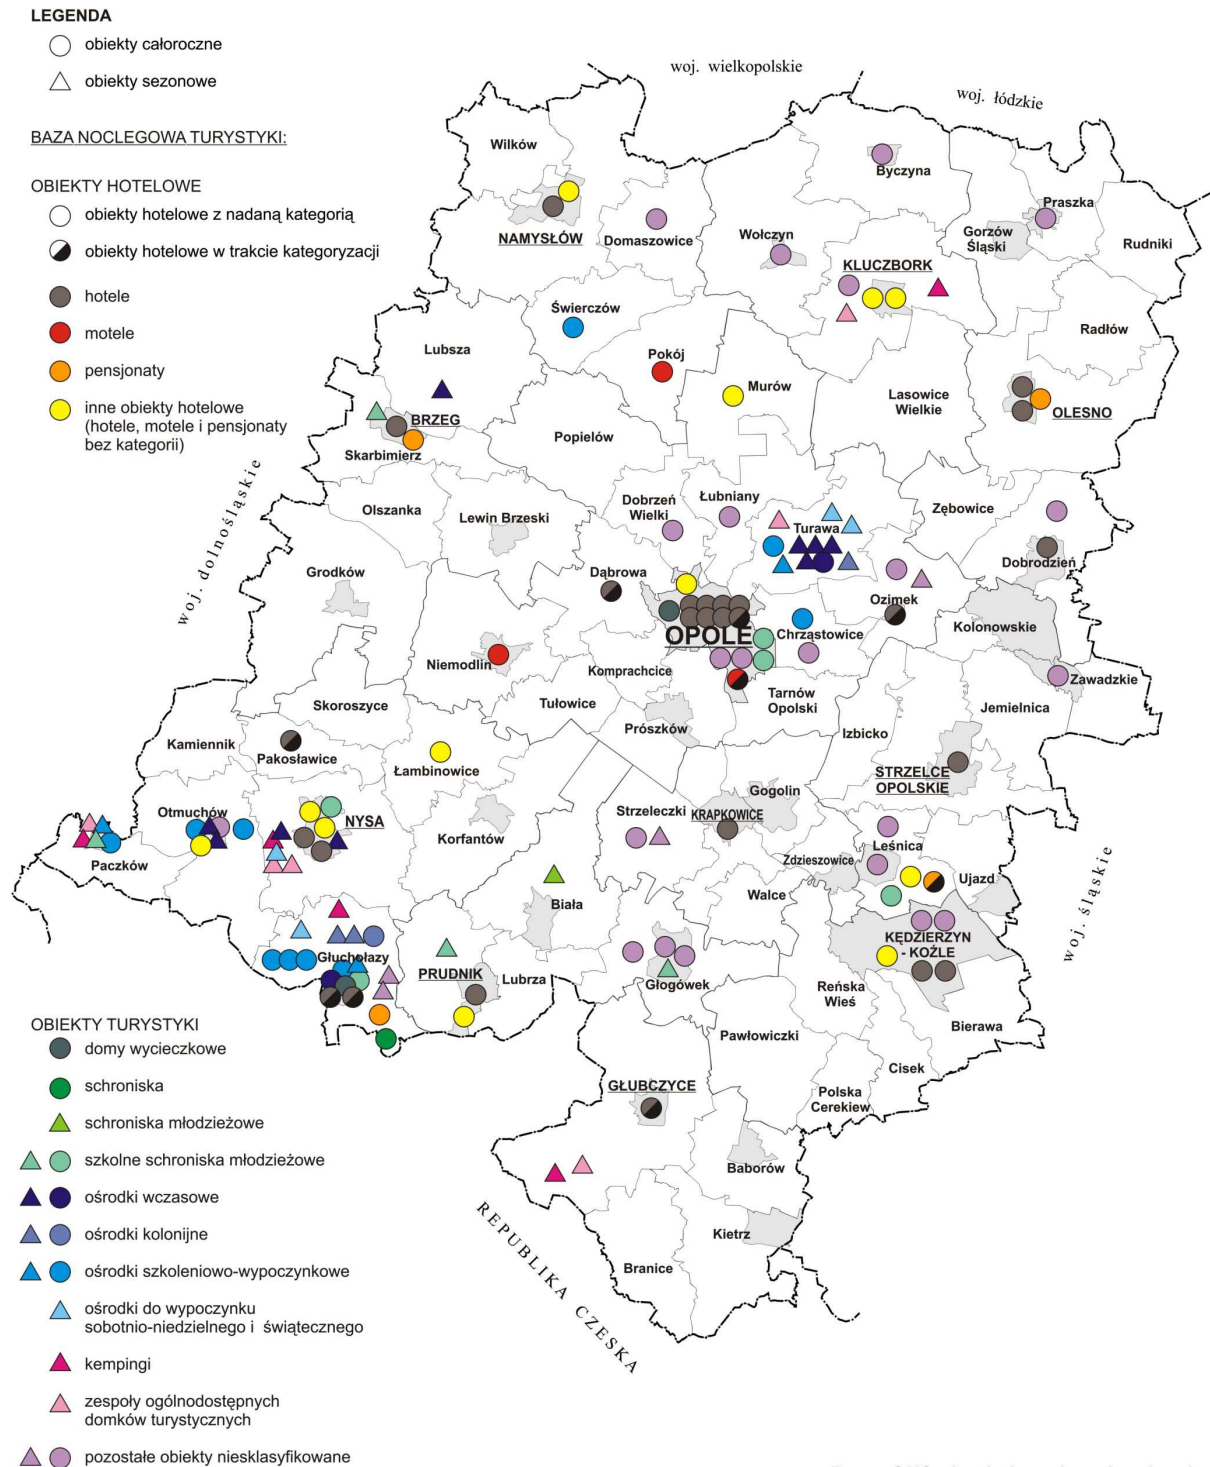 LEGENDA
obiekty całoroczne
obiekty sezonowe
BAZA NOCLEGOWA TURYSTYKI:
OBIEKTY HOTELOWE
obiekty hotelowe z nadaną kategorią
obiekty hotelowe w trakcie kategoryzacji
hotele
motele
pensjonaty
inne obiekty hotelowe
(hotele, motele i pensjonaty
bez kategorii)
woj. wielkopolskie
woj. łódzkie
woj. dolnośląskie
woj. śląskie
REPUBLIKA CZESKA
Wilków
NAMYSŁÓW
Domaszowice
Byczyna
Wołczyn
KLUCZBORK
Praszka
Gorzów
Śląski
Rudniki
Radłów
Świerczów
Lubsza
Pokój
Murów
Lasowice
Wielkie
OLESNO
BRZEG
Skarbimierz
Popielów
Olszanka
Lewin Brzeski
Dobrzeń
Wielki
Łubniany
Turawa
Zębowice
Dobrodzień
Grodków
Dąbrowa
Ozimek
OPOLE
Chrząstowice
Kolonowskie
Niemodlin
Komprachcice
Zawadzkie
Skoroszyce
Tułowice
Tarnów
Opolski
Jemielnica
Prószków
Izbicko
Kamiennik
Pakosławice
Łambinowice
STRZELCE
OPOLSKIE
Gogolin
Otmuchów
NYSA
Strzeleczki
KRAPKOWICE
Korfantów
Leśnica
Paczków
Zdzieszowice
Ujazd
Walce
Biała
KĘDZIERZYN
- KOŹLE
Głuchołazy
PRUDNIK
Lubrza
Głogówek
Reńska
Wieś
Bierawa
Pawłowiczki
Cisek
GŁUBCZYCE
Polska
Cerekiew
Baborów
Kietrz
Branice
OBIEKTY TURYSTYKI
domy wycieczkowe
schroniska
schroniska młodzieżowe
szkolne schroniska młodzieżowe
ośrodki wczasowe
ośrodki kolonijne
ośrodki szkoleniowo-wypoczynkowe
ośrodki do wypoczynku
sobotnio-niedzielnego i świątecznego
kempingi
zespoły ogólnodostępnych
domków turystycznych
pozostałe obiekty niesklasyfikowane